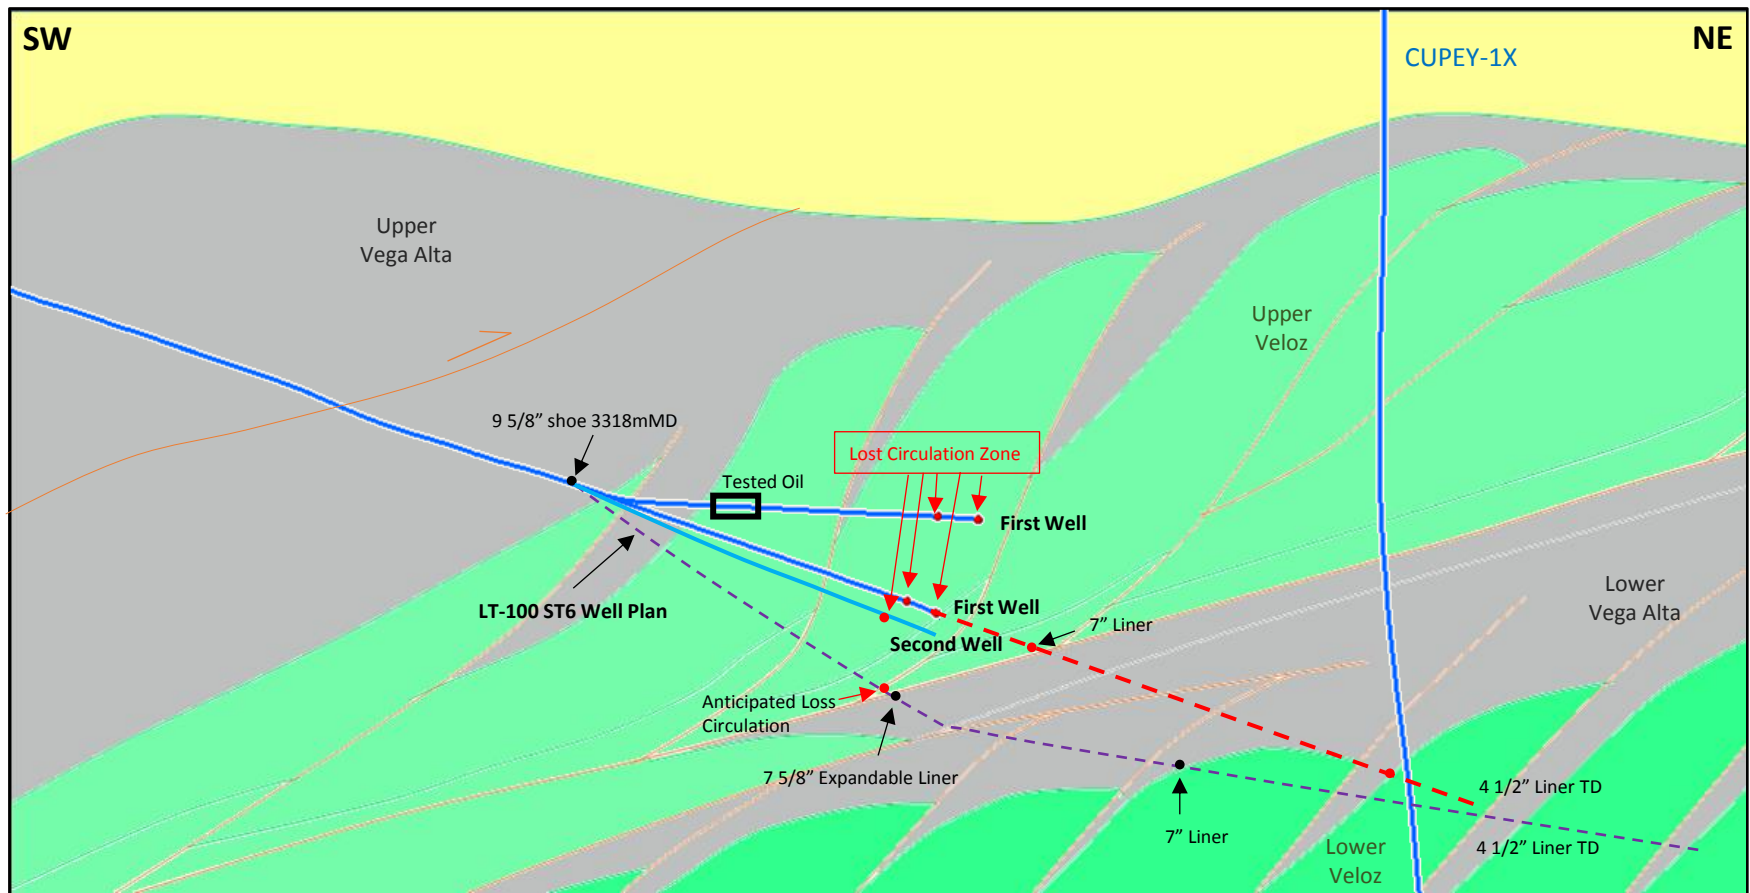 SW
NE
CUPEY-1X
Upper
Vega Alta
Upper
Veloz
9 5/8” shoe 3318mMD
Lost Circulation Zone
Tested Oil
First Well
LT-100 ST6 Well Plan
First Well
7” Liner
Second Well
Lower
Vega Alta
Anticipated Loss
Circulation
7 5/8” Expandable Liner
4 1/2” Liner TD
7” Liner
4 1/2” Liner TD
Lower
Veloz